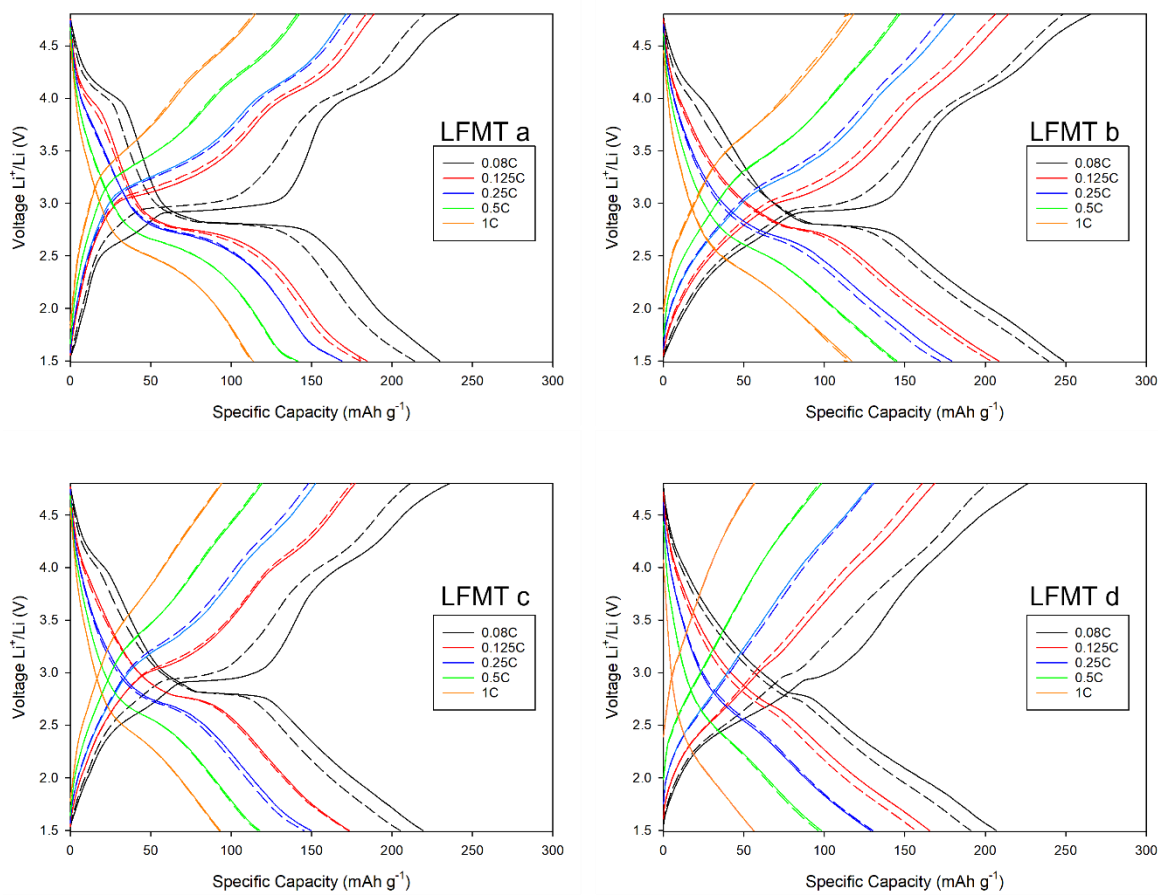 4.5
4.0
3.5
3.0
2.5
2.0
1.5
Voltage Li⁺/Li (V)
LFMT a
0.08C
0.125C
0.25C
0.5C
1C
0 50 100 150 200 250 300
Specific Capacity (mAh g⁻¹)
4.5
4.0
3.5
3.0
2.5
2.0
1.5
Voltage Li⁺/Li (V)
LFMT b
0.08C
0.125C
0.25C
0.5C
1C
0 50 100 150 200 250 300
Specific Capacity (mAh g⁻¹)
4.5
4.0
3.5
3.0
2.5
2.0
1.5
Voltage Li⁺/Li (V)
LFMT c
0.08C
0.125C
0.25C
0.5C
1C
0 50 100 150 200 250 300
Specific Capacity (mAh g⁻¹)
4.5
4.0
3.5
3.0
2.5
2.0
1.5
Voltage Li⁺/Li (V)
LFMT d
0.08C
0.125C
0.25C
0.5C
1C
0 50 100 150 200 250 300
Specific Capacity (mAh g⁻¹)